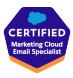 CERTIFIED
Marketing Cloud
Email Specialist